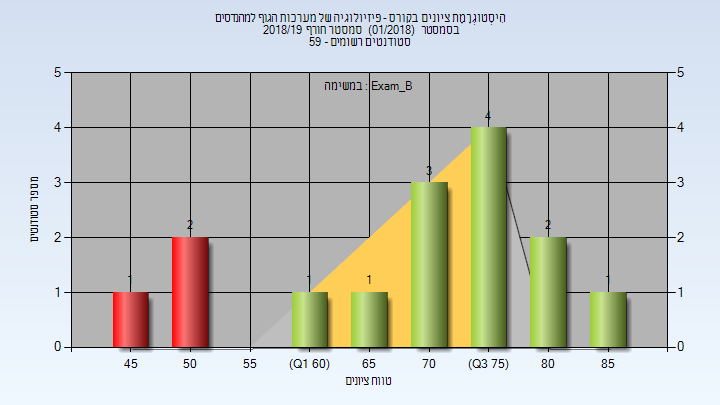 הִיסְטוֹגְרָמַת ציונים בקורס - פיזיולוגיה של מערכות הגוף למהנדסים
בסמסטר (01/2018) סמסטר חורף 2018/19
סטודנטים רשומים - 59
במשימה : Exam_B
מספר סטודנטים
5 5
4 4
3 3
2 2
1 1
0 0
1 2 1 1 3 4 2 1
45 50 55 (Q1 60) 65 70 (Q3 75) 80 85
טווח ציונים